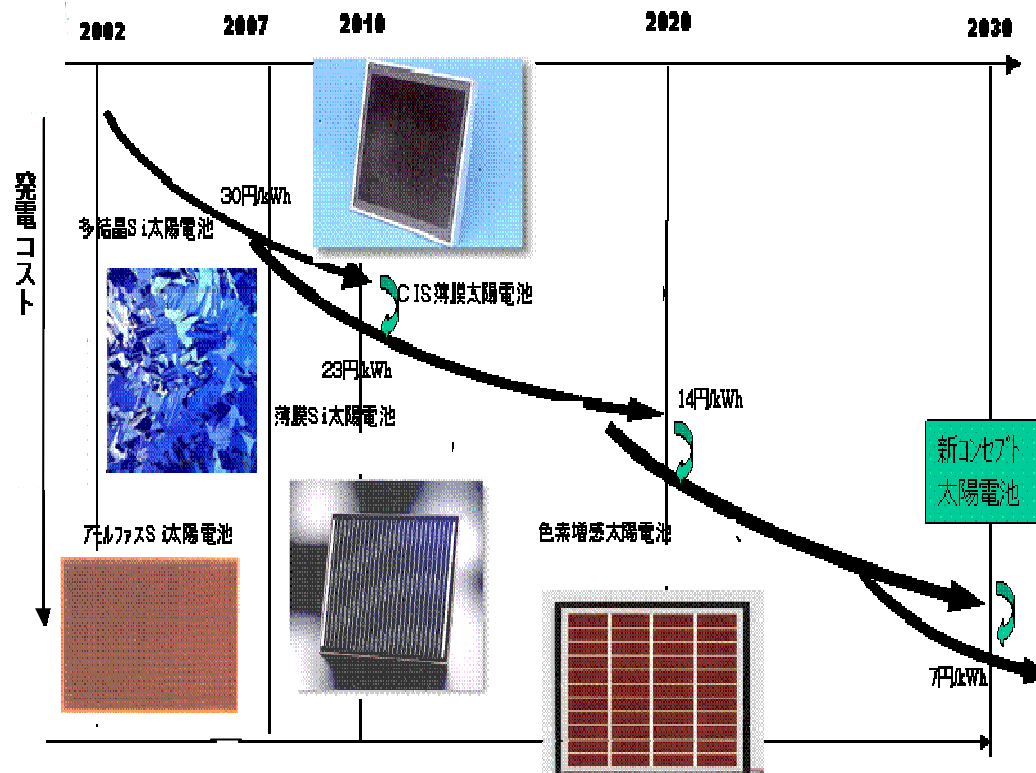 2002
2007
2010
2020
2030
発電コスト
30円/kWh
多結晶Si太陽電池
CIS薄膜太陽電池
23円/kWh
14円/kWh
薄膜Si太陽電池
新コンセプト
太陽電池
アモルファスSi太陽電池
色素増感太陽電池
7円/kWh